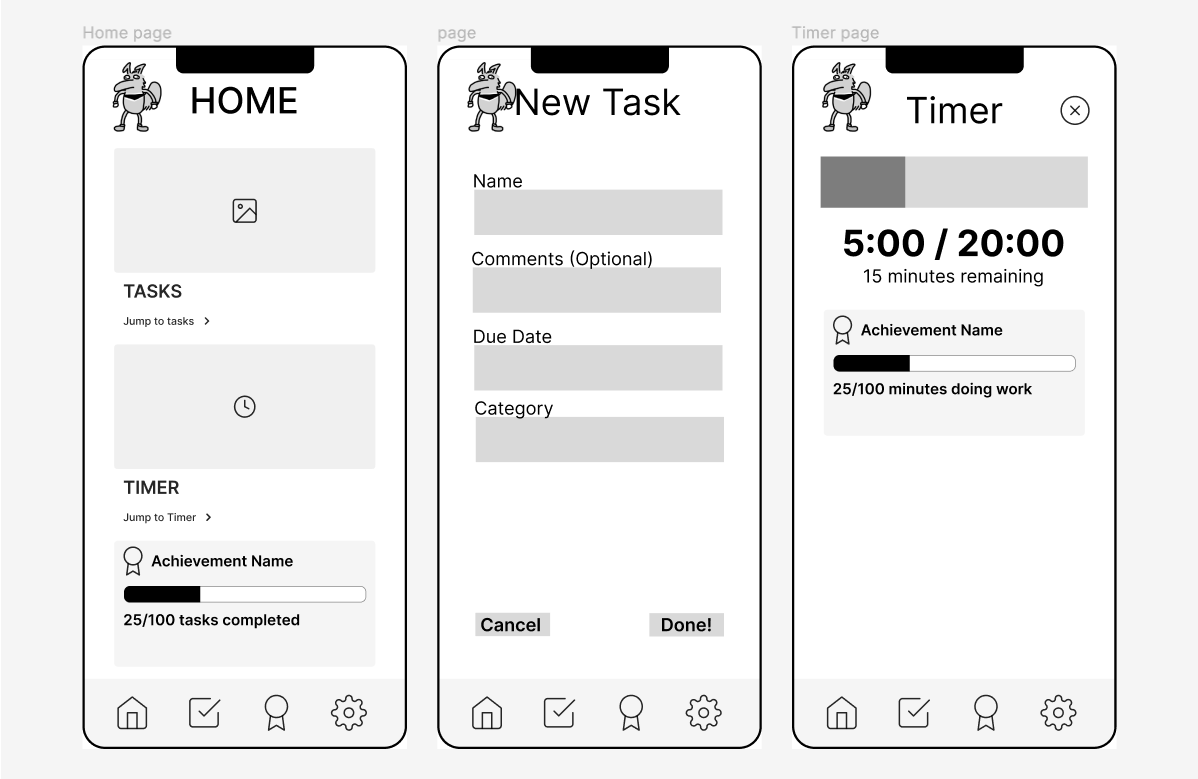 Home page
HOME
TASKS
Jump to tasks
TIMER
Jump to Timer
Achievement Name
25/100 tasks completed
page
New Task
Name
Comments (Optional)
Due Date
Category
Cancel
Done!
Timer page
Timer
5:00 / 20:00
15 minutes remaining
Achievement Name
25/100 minutes doing work